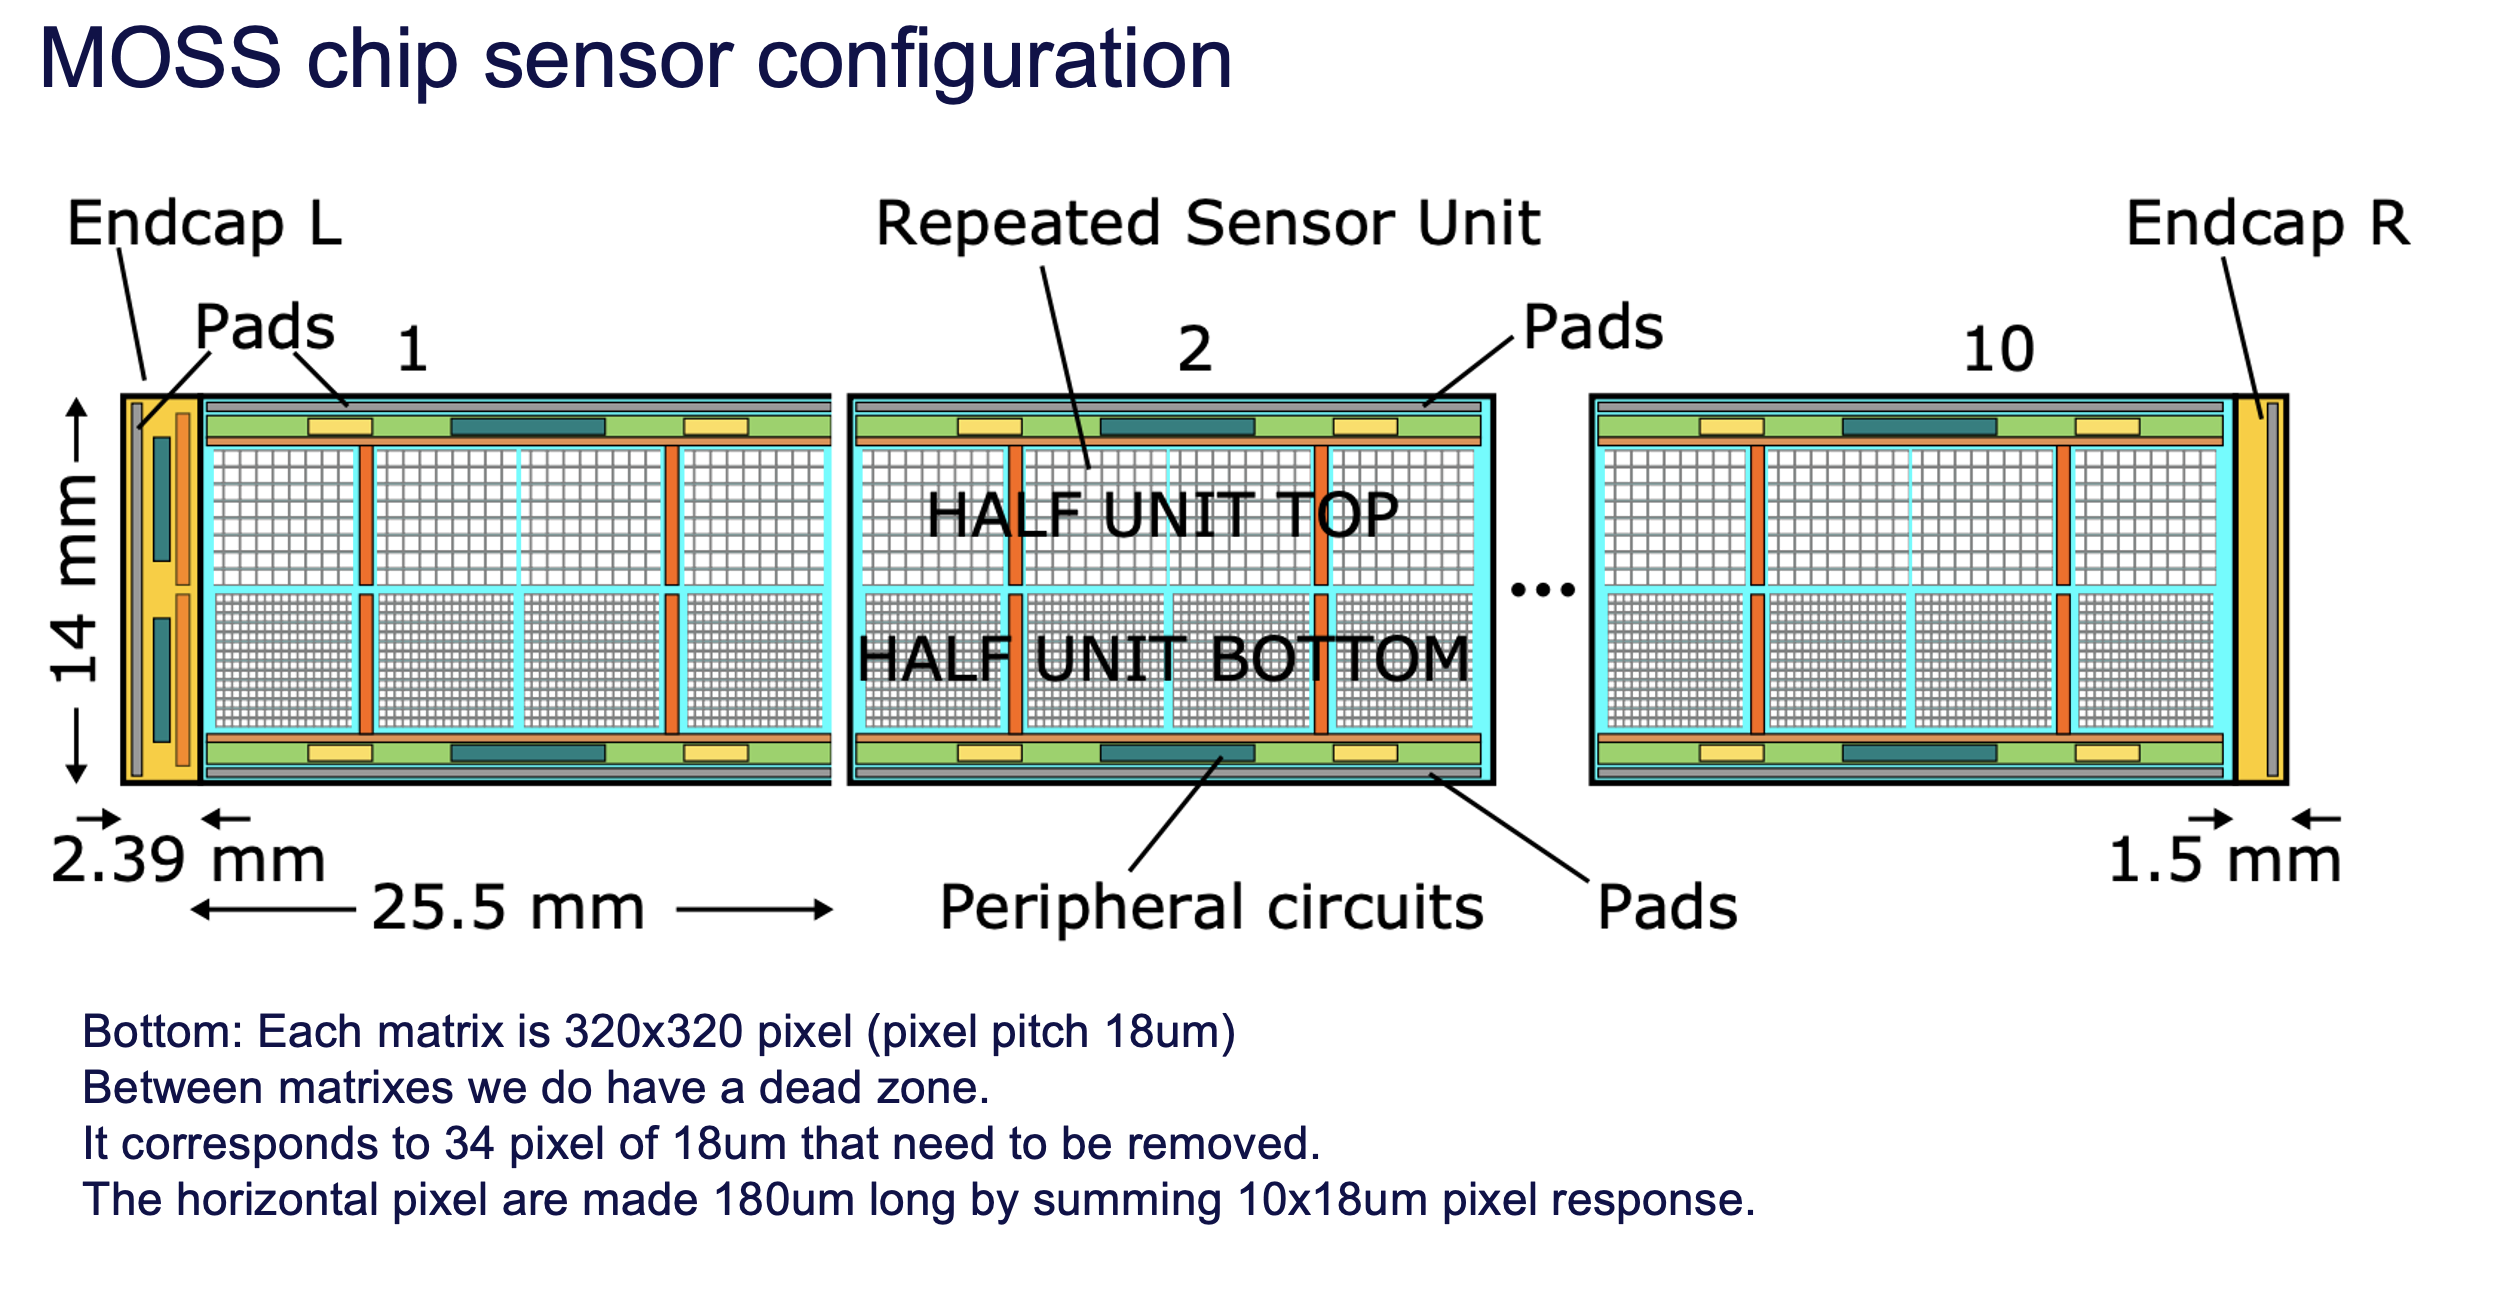 MOSS chip sensor configuration
Endcap L
Repeated Sensor Unit
Endcap R
Pads
1
2
Pads
10
14 mm
HALF UNIT TOP
HALF UNIT BOTTOM
2.39 mm
1.5 mm
25.5 mm
Peripheral circuits
Pads
Bottom: Each matrix is 320x320 pixel (pixel pitch 18um)
Between matrixes we do have a dead zone.
It corresponds to 34 pixel of 18um that need to be removed.
The horizontal pixel are made 180um long by summing 10x18um pixel response.